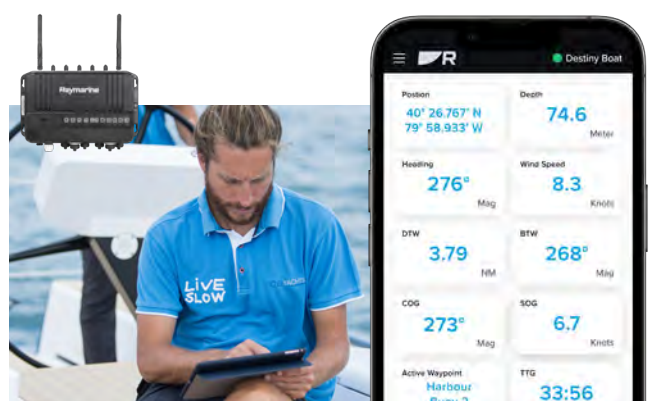 Raymarine
LIVE
SLOW
YACHTS
R
Destiny Boat
Position
40° 26.767' N
79° 58.933' W
Depth
74.6
Meter
Heading
276°
Mag
Wind Speed
8.3
Knots
DTW
3.79
NM
BTW
268°
Mag
COG
273°
Mag
SOG
6.7
Knots
Active Waypoint
Harbour
TTG
33:56